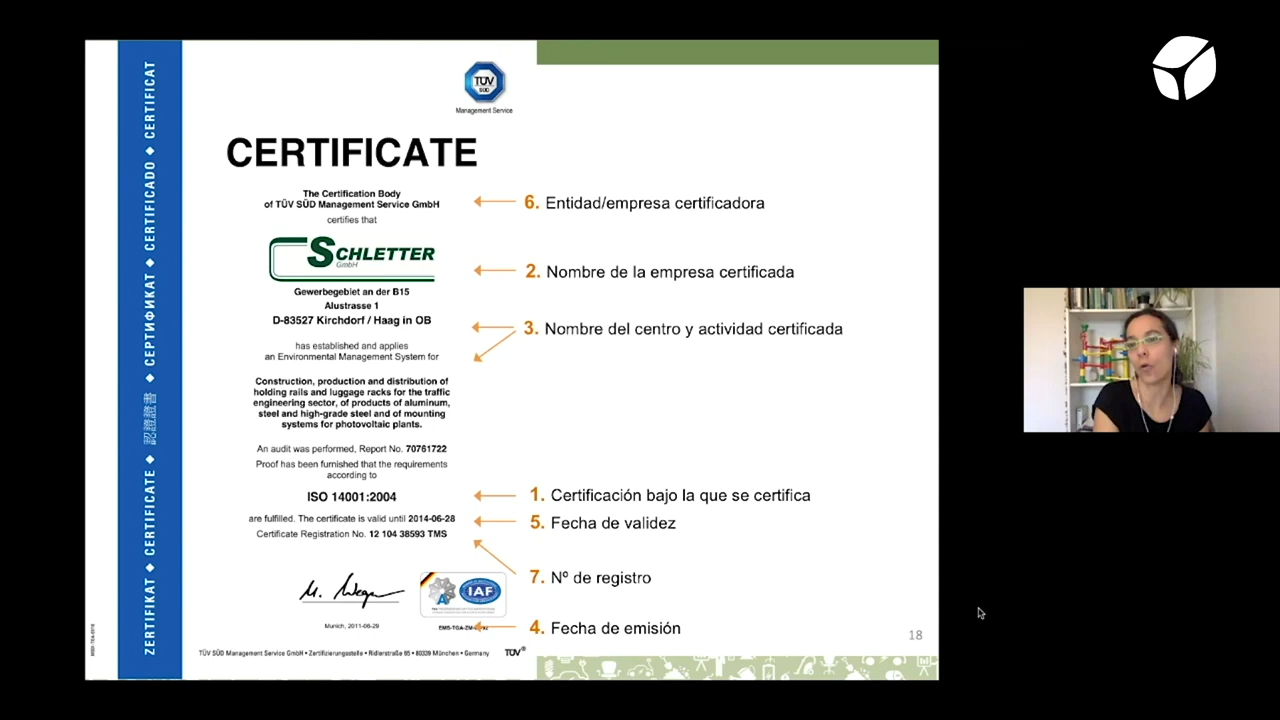 ZERTIFIKAT ◆ CERTIFICATE ◆ 認證證書 ◆ СЕРТИФИКАТ ◆ CERTIFICADO ◆ CERTIFICAT
TÜV
SÜD
Management Service
CERTIFICATE
The Certification Body
of TÜV SÜD Management Service GmbH
certifies that
SCHLETTER
GmbH
Gewerbegebiet an der B15
Alustrasse 1
D-83527 Kirchdorf / Haag in OB
has established and applies
an Environmental Management System for
Construction, production and distribution of
holding rails and luggage racks for the traffic
engineering sector, of products of aluminum,
steel and high-grade steel and of mounting
systems for photovoltaic plants.
An audit was performed, Report No. 70761722
Proof has been furnished that the requirements
according to
ISO 14001:2004
are fulfilled. The certificate is valid until 2014-06-28
Certificate Registration No. 12 104 38593 TMS
IAF
Munich, 2011-06-29
TÜV SÜD Management Service GmbH • Zertifizierungsstelle • Ridlerstraße 65 • 80339 München • Germany
TÜV®
6. Entidad/empresa certificadora
2. Nombre de la empresa certificada
3. Nombre del centro y actividad certificada
1. Certificación bajo la que se certifica
5. Fecha de validez
7. Nº de registro
4. Fecha de emisión
18